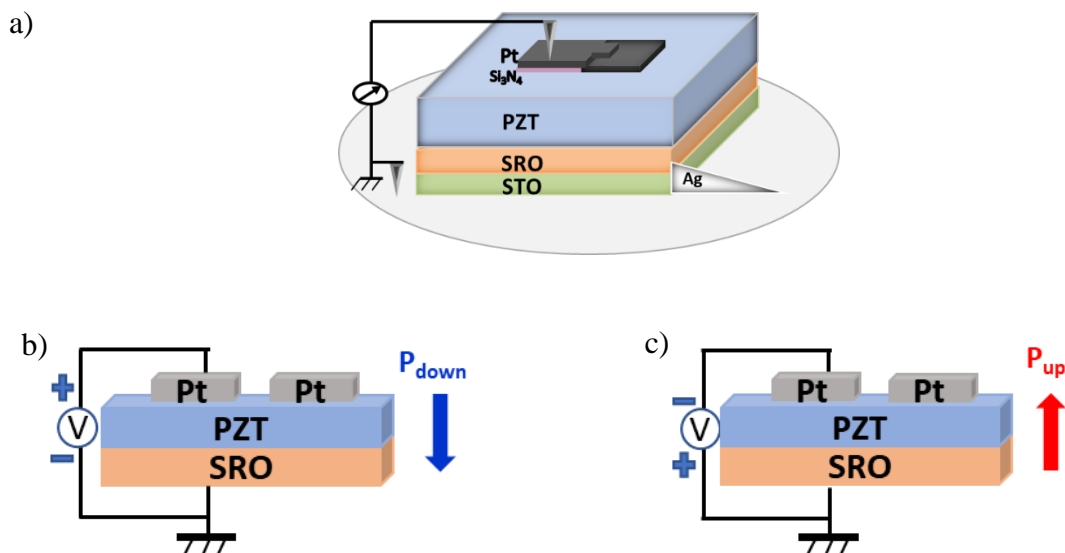 a)
Pt
Si₃N₄
PZT
SRO
Ag
STO
b)
c)
P_down
P_up
+
Pt
Pt
−
Pt
Pt
V
PZT
V
PZT
−
SRO
+
SRO